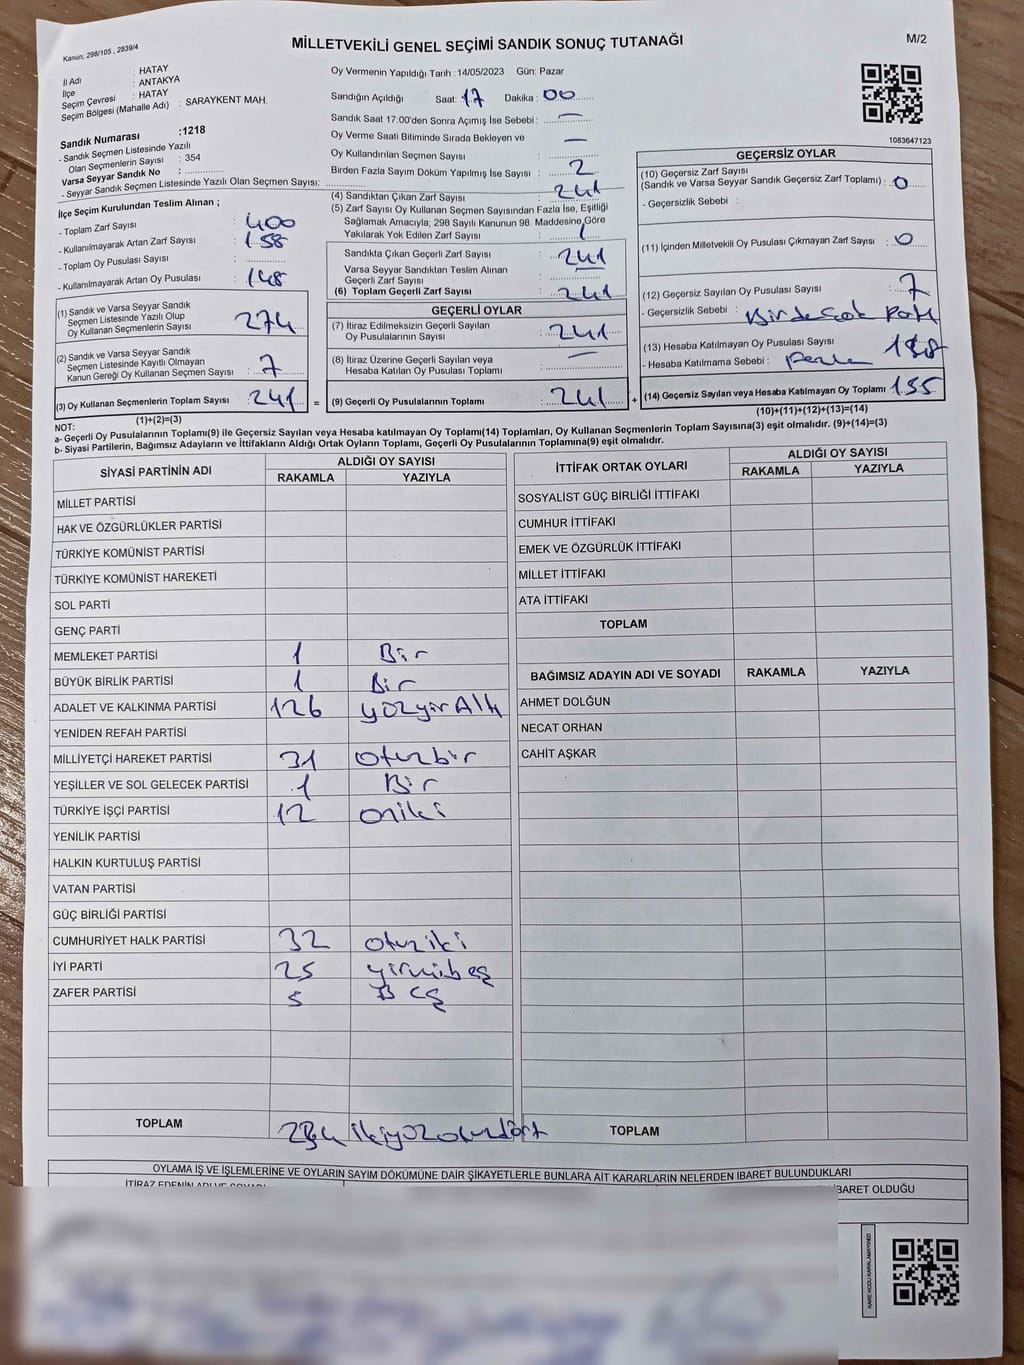 Kanun, 298/105 , 2839/4
MİLLETVEKİLİ GENEL SEÇİMİ SANDIK SONUÇ TUTANAĞI
M/2
İl Adı : HATAY
İlçe : ANTAKYA
Seçim Çevresi : HATAY
Seçim Bölgesi (Mahalle Adı) : SARAYKENT MAH.
Sandık Numarası :1218
- Sandık Seçmen Listesinde Yazılı
Olan Seçmenlerin Sayısı : 354
Varsa Seyyar Sandık No :
- Seyyar Sandık Seçmen Listesinde Yazılı Olan Seçmen Sayısı:
Oy Vermenin Yapıldığı Tarih :14/05/2023 Gün: Pazar
Sandığın Açıldığı Saat: 17 Dakika : 00
Sandık Saat 17:00'den Sonra Açımış İse Sebebi : —
Oy Verme Saati Bitiminde Sırada Bekleyen ve
Oy Kullandırılan Seçmen Sayısı : —
Birden Fazla Sayım Döküm Yapılmış İse Sayısı : 2
1083647123
İlçe Seçim Kurulundan Teslim Alınan ;
- Toplam Zarf Sayısı : 400
- Kullanılmayarak Artan Zarf Sayısı : 158
- Toplam Oy Pusulası Sayısı :
- Kullanılmayarak Artan Oy Pusulası : 148
(1) Sandık ve Varsa Seyyar Sandık
Seçmen Listesinde Yazılı Olup
Oy Kullanan Seçmenlerin Sayısı : 274
(2) Sandık ve Varsa Seyyar Sandık
Seçmen Listesinde Kayıtlı Olmayan
Kanun Gereği Oy Kullanan Seçmen Sayısı : 7
(3) Oy Kullanan Seçmenlerin Toplam Sayısı : 241 =
(1)+(2)=(3)
(4) Sandıktan Çıkan Zarf Sayısı : 241
(5) Zarf Sayısı Oy Kullanan Seçmen Sayısından Fazla İse, Eşitliği
Sağlamak Amacıyla; 298 Sayılı Kanunun 98. Maddesine Göre
Yakılarak Yok Edilen Zarf Sayısı :
Sandıkta Çıkan Geçerli Zarf Sayısı : 241
Varsa Seyyar Sandıktan Teslim Alınan
Geçerli Zarf Sayısı : —
(6) Toplam Geçerli Zarf Sayısı : 241
GEÇERLİ OYLAR
(7) İtiraz Edilmeksizin Geçerli Sayılan
Oy Pusulalarının Sayısı : 241
(8) İtiraz Üzerine Geçerli Sayılan veya
Hesaba Katılan Oy Pusulası Toplamı : —
(9) Geçerli Oy Pusulalarının Toplamı : 241 +
GEÇERSİZ OYLAR
(10) Geçersiz Zarf Sayısı
(Sandık ve Varsa Seyyar Sandık Geçersiz Zarf Toplamı) : 0
- Geçersizlik Sebebi :
(11) İçinden Milletvekili Oy Pusulası Çıkmayan Zarf Sayısı : 0
(12) Geçersiz Sayılan Oy Pusulası Sayısı : 7
- Geçersizlik Sebebi :
(13) Hesaba Katılmayan Oy Pusulası Sayısı : 148
- Hesaba Katılmama Sebebi :
(14) Geçersiz Sayılan veya Hesaba Katılmayan Oy Toplamı : 155
(10)+(11)+(12)+(13)=(14)
NOT:
a- Geçerli Oy Pusulalarının Toplamı(9) ile Geçersiz Sayılan veya Hesaba katılmayan Oy Toplamı(14) Toplamları, Oy Kullanan Seçmenlerin Toplam Sayısına(3) eşit olmalıdır. (9)+(14)=(3)
b- Siyasi Partilerin, Bağımsız Adayların ve İttifakların Aldığı Ortak Oyların Toplamı, Geçerli Oy Pusulalarının Toplamına(9) eşit olmalıdır.
SİYASİ PARTİNİN ADI ALDIĞI OY SAYISI
RAKAMLA YAZIYLA
MİLLET PARTİSİ
HAK VE ÖZGÜRLÜKLER PARTİSİ
TÜRKİYE KOMÜNİST PARTİSİ
TÜRKİYE KOMÜNİST HAREKETİ
SOL PARTİ
GENÇ PARTİ
MEMLEKET PARTİSİ 1 Bir
BÜYÜK BİRLİK PARTİSİ 1 Bir
ADALET VE KALKINMA PARTİSİ 126 yüzyirmi Altı
YENİDEN REFAH PARTİSİ
MİLLİYETÇİ HAREKET PARTİSİ 31 otuzbir
YEŞİLLER VE SOL GELECEK PARTİSİ 1 Bir
TÜRKİYE İŞÇİ PARTİSİ 12 oniki
YENİLİK PARTİSİ
HALKIN KURTULUŞ PARTİSİ
VATAN PARTİSİ
GÜÇ BİRLİĞİ PARTİSİ
CUMHURİYET HALK PARTİSİ 32 otuziki
İYİ PARTİ 25 yirmibeş
ZAFER PARTİSİ 5 Beş
TOPLAM 234 ikiyüzotuzdört
İTTİFAK ORTAK OYLARI ALDIĞI OY SAYISI
RAKAMLA YAZIYLA
SOSYALİST GÜÇ BİRLİĞİ İTTİFAKI
CUMHUR İTTİFAKI
EMEK VE ÖZGÜRLÜK İTTİFAKI
MİLLET İTTİFAKI
ATA İTTİFAKI
TOPLAM
BAĞIMSIZ ADAYIN ADI VE SOYADI RAKAMLA YAZIYLA
AHMET DOLĞUN
NECAT ORHAN
CAHİT AŞKAR
TOPLAM
OYLAMA İŞ VE İŞLEMLERİNE VE OYLARIN SAYIM DÖKÜMÜNE DAİR ŞİKAYETLERLE BUNLARA AİT KARARLARIN NELERDEN İBARET BULUNDUKLARI
İTİRAZ EDENİN ADI VE SOYADI
İBARET OLDUĞU
KARE KODU KARALAMAYINIZ!